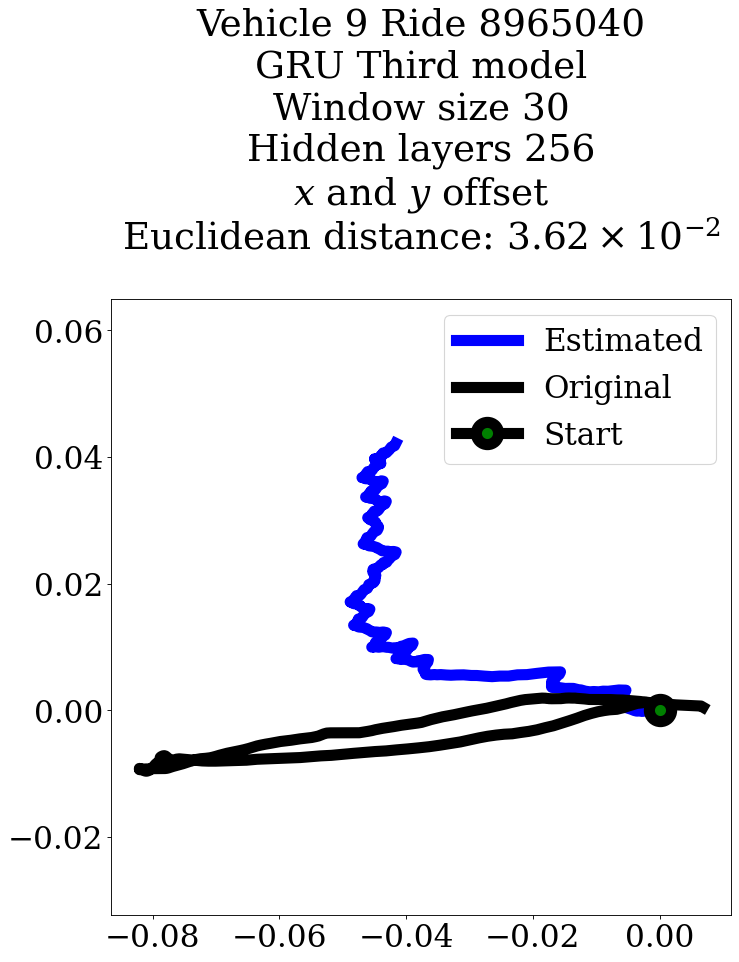 Vehicle 9 Ride 8965040
GRU Third model
Window size 30
Hidden layers 256
x and y offset
Euclidean distance: 3.62 × 10⁻²
Estimated
Original
Start
0.06
0.04
0.02
0.00
−0.02
−0.08
−0.06
−0.04
−0.02
0.00